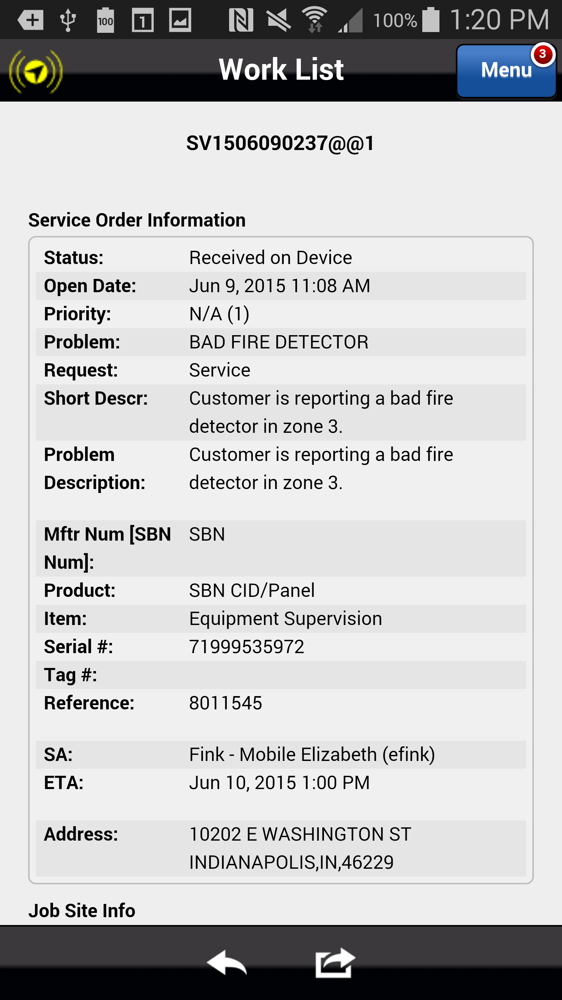 100 1 100% 1:20 PM
Work List
Menu 3
SV1506090237@@1
Service Order Information
Status: Received on Device
Open Date: Jun 9, 2015 11:08 AM
Priority: N/A (1)
Problem: BAD FIRE DETECTOR
Request: Service
Short Descr: Customer is reporting a bad fire
detector in zone 3.
Problem Customer is reporting a bad fire
Description: detector in zone 3.
Mftr Num [SBN SBN
Num]:
Product: SBN CID/Panel
Item: Equipment Supervision
Serial #: 71999535972
Tag #:
Reference: 8011545
SA: Fink - Mobile Elizabeth (efink)
ETA: Jun 10, 2015 1:00 PM
Address: 10202 E WASHINGTON ST
INDIANAPOLIS,IN,46229
Job Site Info